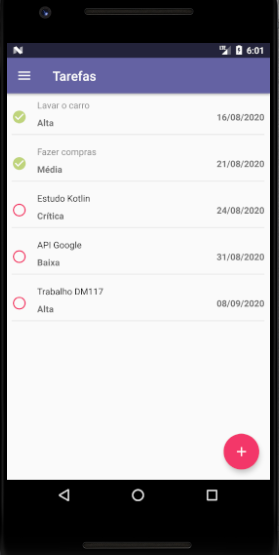 6:01
Tarefas
Lavar o carro
Alta
16/08/2020
Fazer compras
Média
21/08/2020
Estudo Kotlin
Crítica
24/08/2020
API Google
Baixa
31/08/2020
Trabalho DM117
Alta
08/09/2020